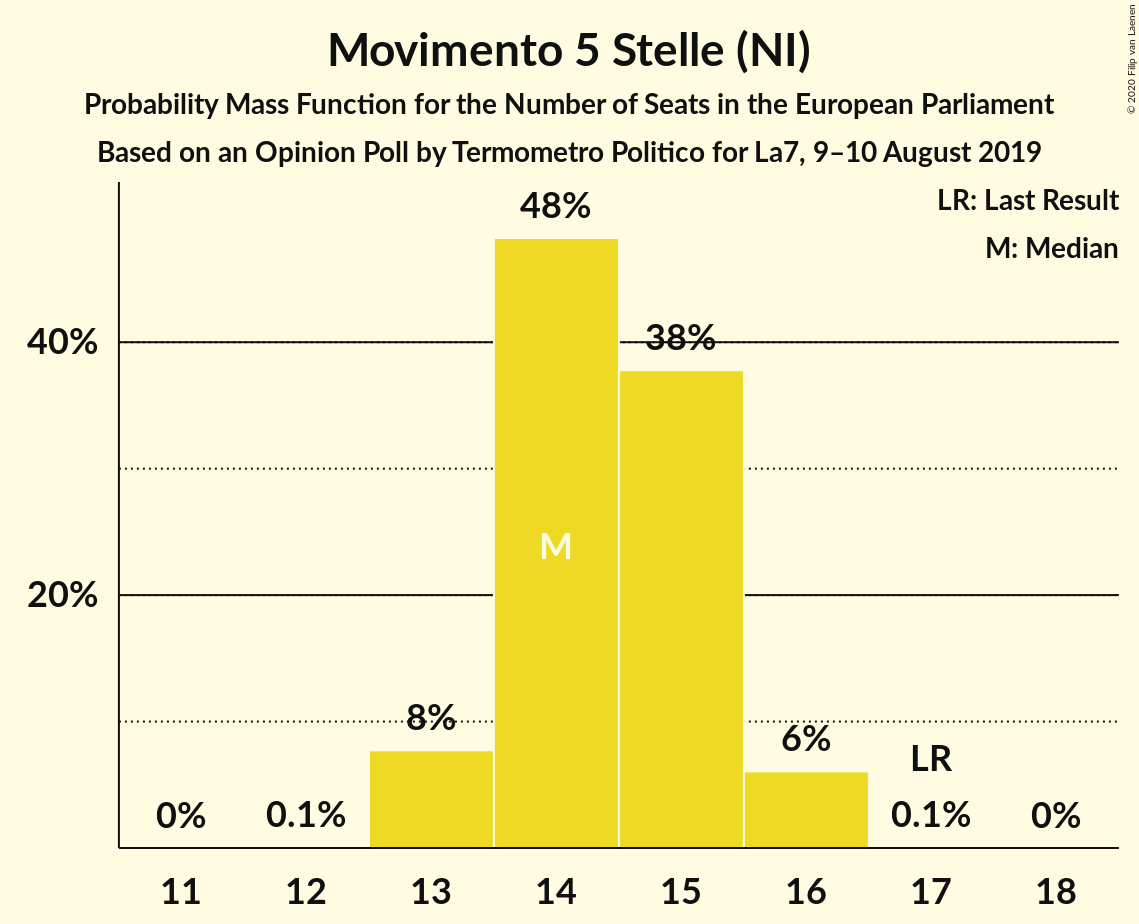 Movimento 5 Stelle (NI)
Probability Mass Function for the Number of Seats in the European Parliament
Based on an Opinion Poll by Termometro Politico for La7, 9–10 August 2019
© 2020 Filip van Laenen
LR: Last Result
M: Median
48%
38%
40%
M
20%
8%
6%
LR
0%
0.1%
0.1%
0%
11
12
13
14
15
16
17
18